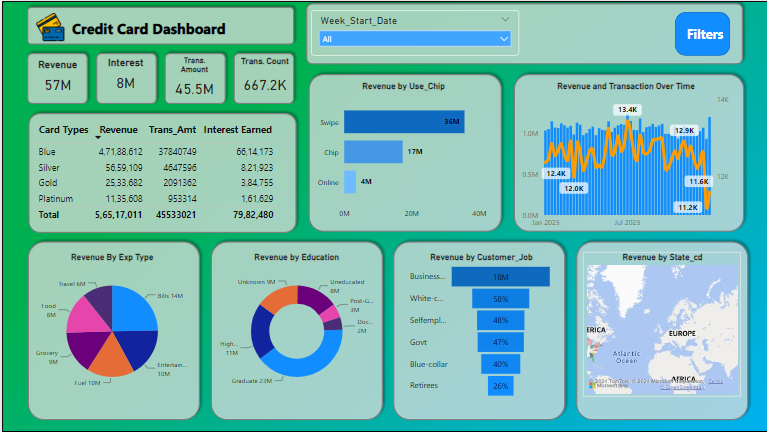 Credit Card Dashboard
Week_Start_Date
All
Filters
Revenue
57M
Interest
8M
Trans.
Amount
45.5M
Trans. Count
667.2K
Card Types Revenue Trans_Amt Interest Earned
Blue 4,71,88,612 37840749 66,14,173
Silver 56,59,109 4647596 8,21,923
Gold 25,33,682 2091362 3,84,755
Platinum 11,35,608 953314 1,61,629
Total 5,65,17,011 45533021 79,82,480
Revenue by Use_Chip
Swipe 36M
Chip 17M
Online 4M
0M 20M 40M
Revenue and Transaction Over Time
14K
13.4K
1.0M
12.9K
12.4K
12K
0.5M
12.0K
11.6K
11.2K
0.0M
Jan 2023 Jul 2023
Revenue By Exp Type
Travel 6M
Bills 14M
Food
8M
Grocery
9M
Entertain...
10M
Fuel 10M
Revenue by Education
Unknown 9M
Uneducated
8M
Post-G...
3M
Doc...
2M
High...
11M
Graduate 23M
Revenue by Customer_Job
Business... 18M
White-c... 58%
Selfempl... 48%
Govt 47%
Blue-collar 40%
Retirees 26%
Revenue by State_cd
ERICA
EUROPE
Atlantic
Ocean
AFRICA
Microsoft Bing
© 2024 TomTom, © 2024 Microsoft Corporation, Terms
© OpenStreetMap